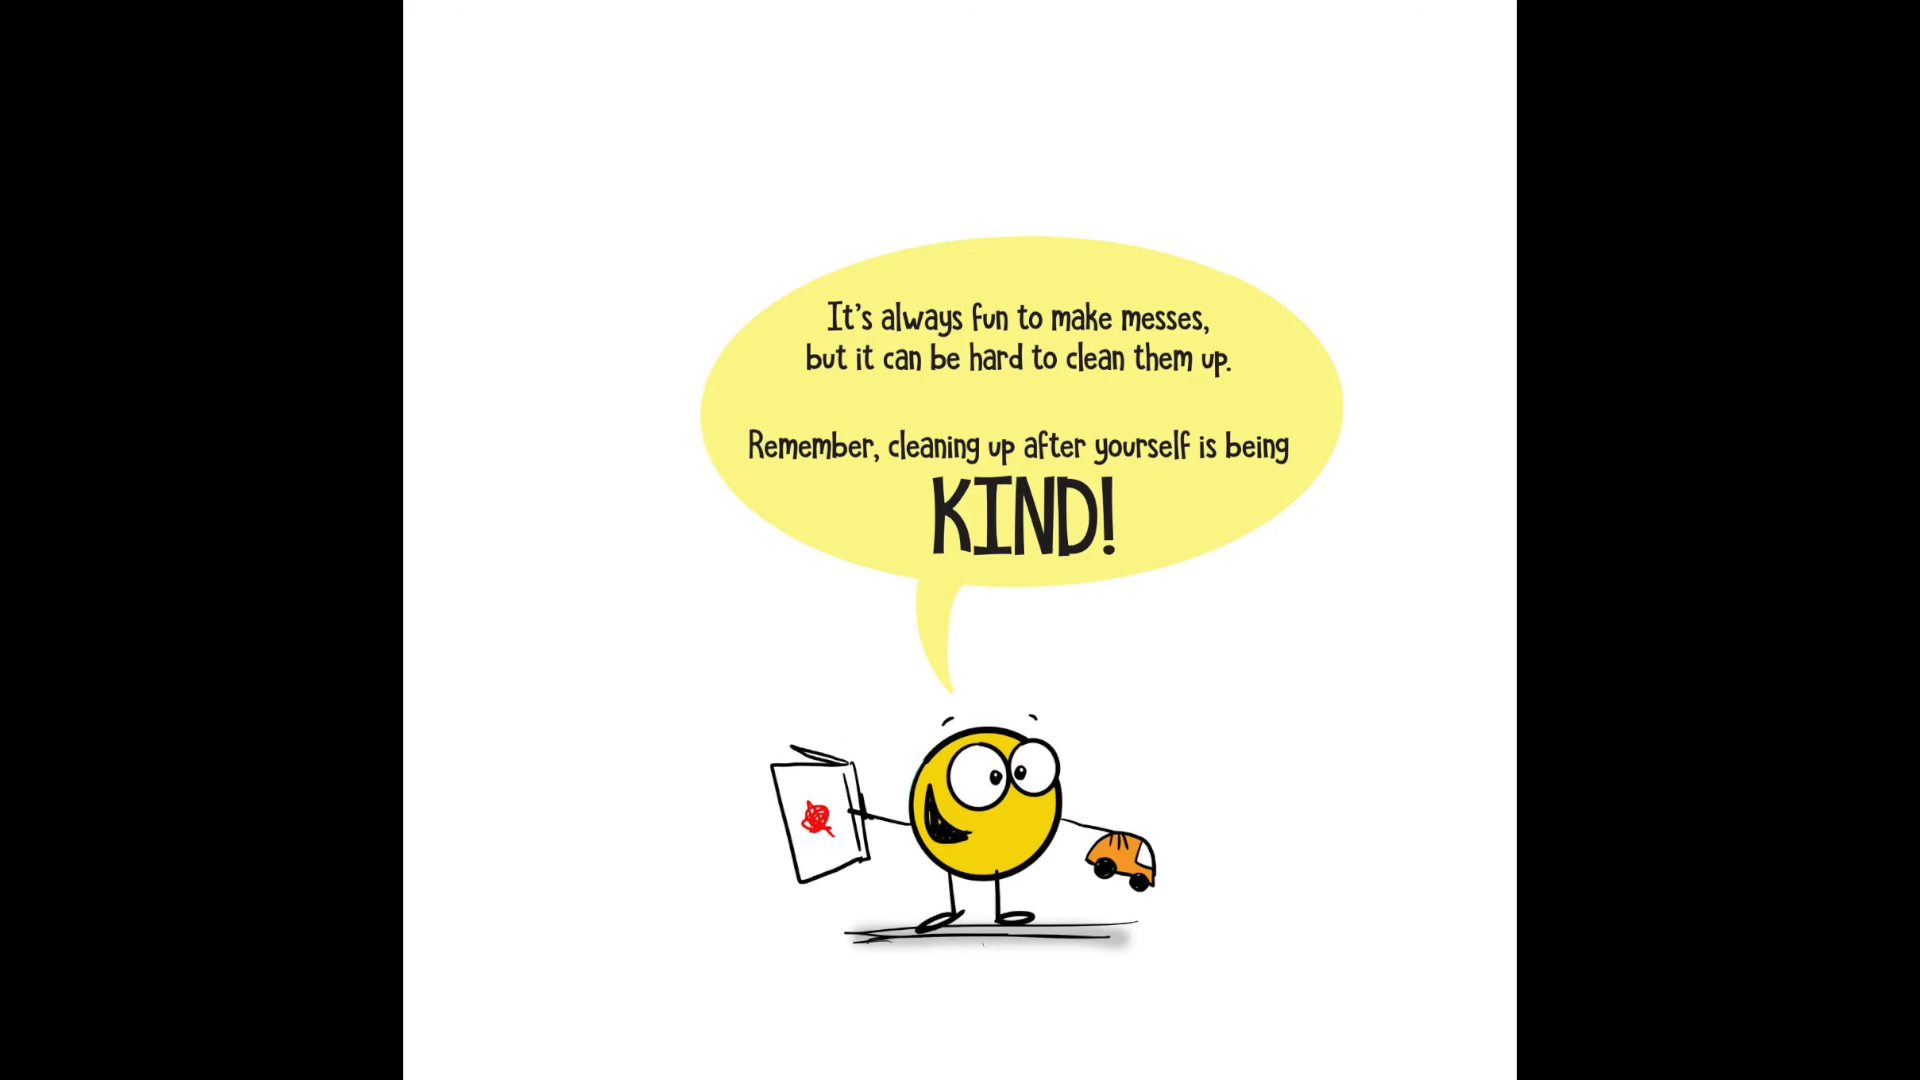 It's always fun to make messes,
but it can be hard to clean them up.
Remember, cleaning up after yourself is being
KIND!